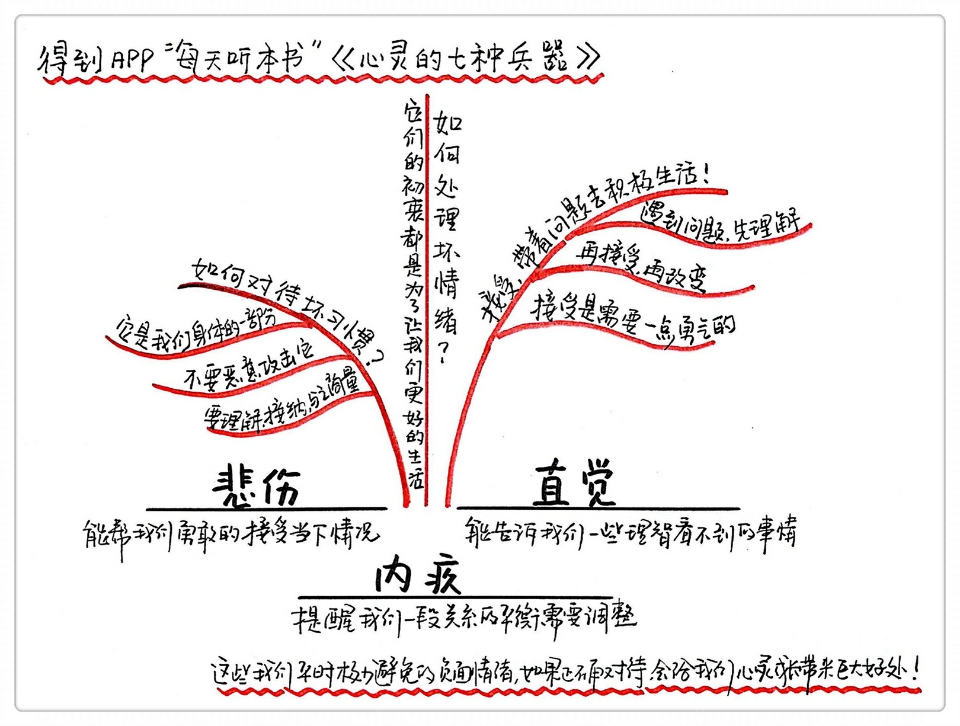 得到APP“每天听本书”《心灵的七种兵器》
如何处理坏情绪？
它们的初衷都是为了让我们更好的生活
如何对待坏习惯？
它是我们身体的一部份
不要恶意攻击它
要理解,接纳,与之商量
接受,带着问题去积极生活！
遇到问题,先理解
再接受,再改变
接受是需要一点勇气的
悲伤
能帮我们勇敢的接受当下情况
直觉
能告诉我们一些理智看不到的事情
内疚
提醒我们一段关系的平衡需要调整
这些我们平时极力避免的负面情绪,如果正确对待,会给我们心灵成长带来巨大好处！